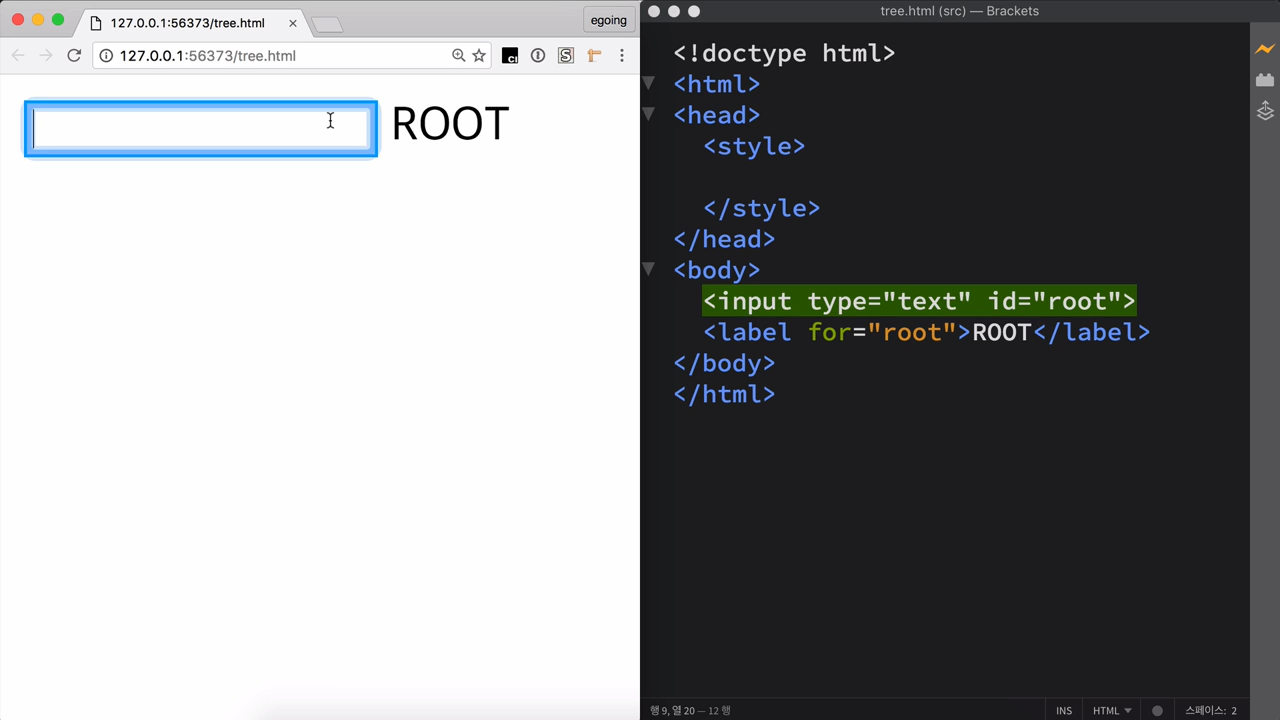 127.0.0.1:56373/tree.html
egoing
127.0.0.1:56373/tree.html
ROOT
tree.html (src) — Brackets
<!doctype html>
<html>
<head>
<style>
</style>
</head>
<body>
<input type="text" id="root">
<label for="root">ROOT</label>
</body>
</html>
행 9, 열 20 — 12 행
INS
HTML
스페이스: 2